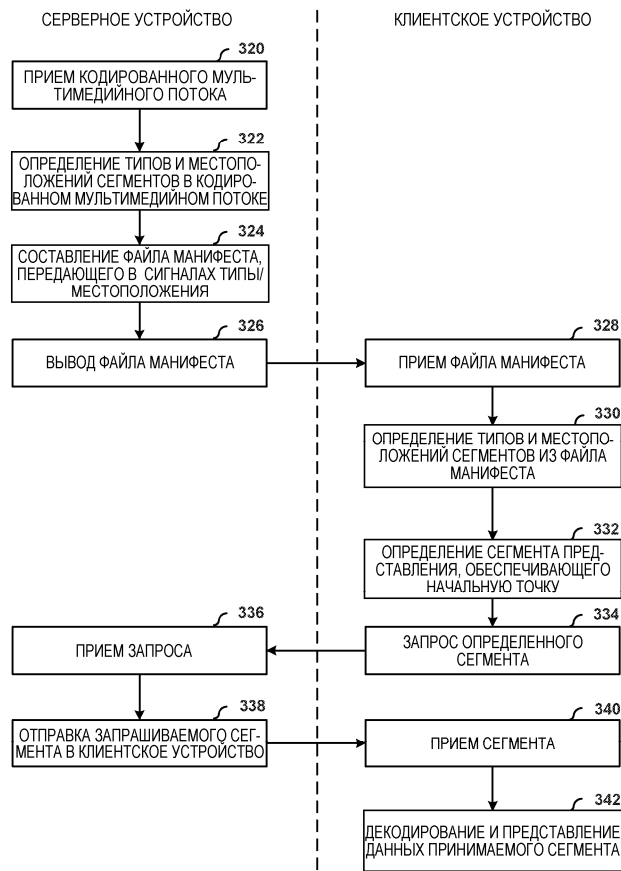 СЕРВЕРНОЕ УСТРОЙСТВО
КЛИЕНТСКОЕ УСТРОЙСТВО
320
ПРИЕМ КОДИРОВАННОГО МУЛЬ-
ТИМЕДИЙНОГО ПОТОКА
322
ОПРЕДЕЛЕНИЕ ТИПОВ И МЕСТОПО-
ЛОЖЕНИЙ СЕГМЕНТОВ В КОДИРО-
ВАННОМ МУЛЬТИМЕДИЙНОМ ПОТОКЕ
324
СОСТАВЛЕНИЕ ФАЙЛА МАНИФЕСТА,
ПЕРЕДАЮЩЕГО В СИГНАЛАХ ТИПЫ/
МЕСТОПОЛОЖЕНИЯ
326
ВЫВОД ФАЙЛА МАНИФЕСТА
328
ПРИЕМ ФАЙЛА МАНИФЕСТА
330
ОПРЕДЕЛЕНИЕ ТИПОВ И МЕСТОПО-
ЛОЖЕНИЙ СЕГМЕНТОВ ИЗ ФАЙЛА
МАНИФЕСТА
332
ОПРЕДЕЛЕНИЕ СЕГМЕНТА ПРЕД-
СТАВЛЕНИЯ, ОБЕСПЕЧИВАЮЩЕГО
НАЧАЛЬНУЮ ТОЧКУ
334
ЗАПРОС ОПРЕДЕЛЕННОГО
СЕГМЕНТА
336
ПРИЕМ ЗАПРОСА
338
ОТПРАВКА ЗАПРАШИВАЕМОГО СЕГ-
МЕНТА В КЛИЕНТСКОЕ УСТРОЙСТВО
340
ПРИЕМ СЕГМЕНТА
342
ДЕКОДИРОВАНИЕ И ПРЕДСТАВЛЕНИЕ
ДАННЫХ ПРИНИМАЕМОГО СЕГМЕНТА